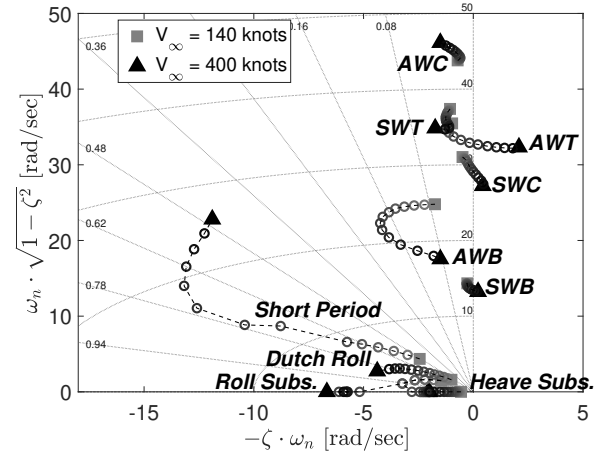 50
0.16
0.08
50
V∞ = 140 knots
V∞ = 400 knots
0.36
AWC
40
40
SWT
AWT
0.48
30
30
SWC
0.62
20
20
AWB
SWB
0.78
10
10
Short Period
0.94
Dutch Roll
Roll Subs.
Heave Subs.
0
0
-15
-10
-5
0
5
ωn · √1 − ζ² [rad/sec]
−ζ · ωn [rad/sec]